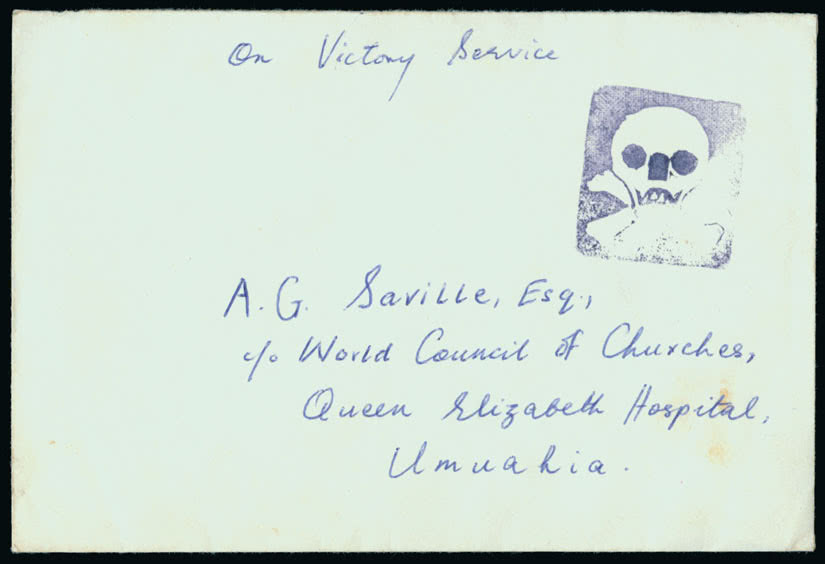 On Victory Service
A. G. Saville, Esq.,
c/o World Council of Churches,
Queen Elizabeth Hospital,
Umuahia.